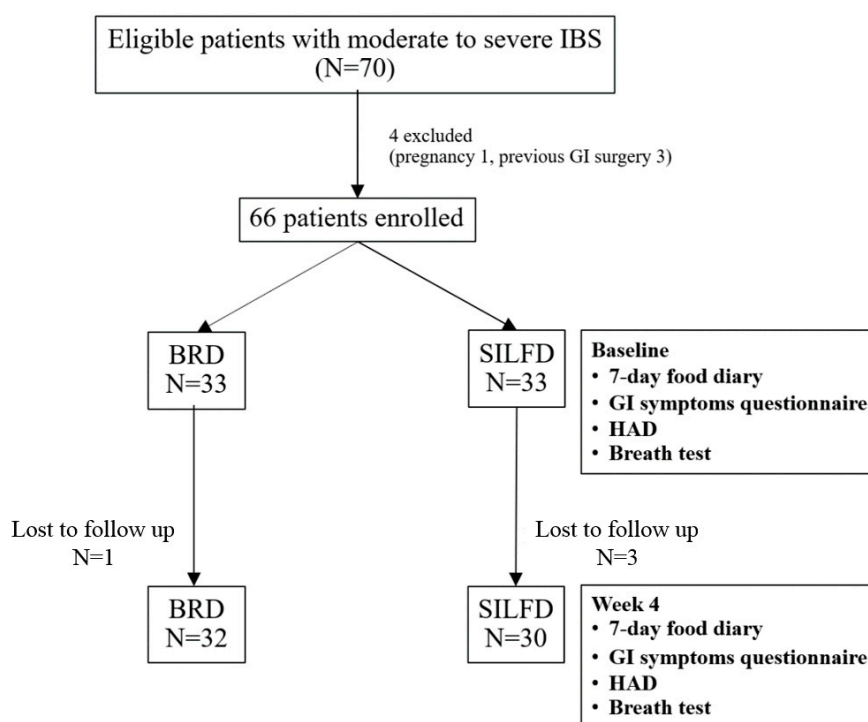 Eligible patients with moderate to severe IBS
(N=70)
4 excluded
(pregnancy 1, previous GI surgery 3)
66 patients enrolled
BRD
N=33
SILFD
N=33
Baseline
• 7-day food diary
• GI symptoms questionnaire
• HAD
• Breath test
Lost to follow up
N=1
Lost to follow up
N=3
BRD
N=32
SILFD
N=30
Week 4
• 7-day food diary
• GI symptoms questionnaire
• HAD
• Breath test